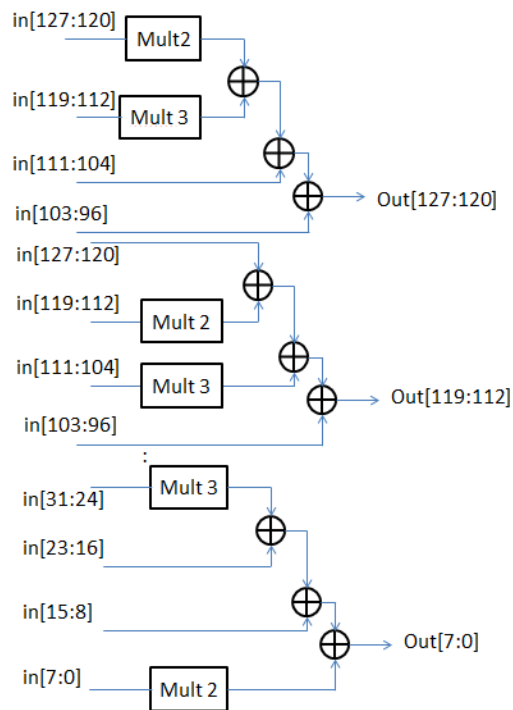 in[127:120]
Mult2
in[119:112]
Mult 3
in[111:104]
in[103:96]
Out[127:120]
in[127:120]
in[119:112]
Mult 2
in[111:104]
Mult 3
Out[119:112]
in[103:96]
:
Mult 3
in[31:24]
in[23:16]
in[15:8]
Out[7:0]
in[7:0]
Mult 2